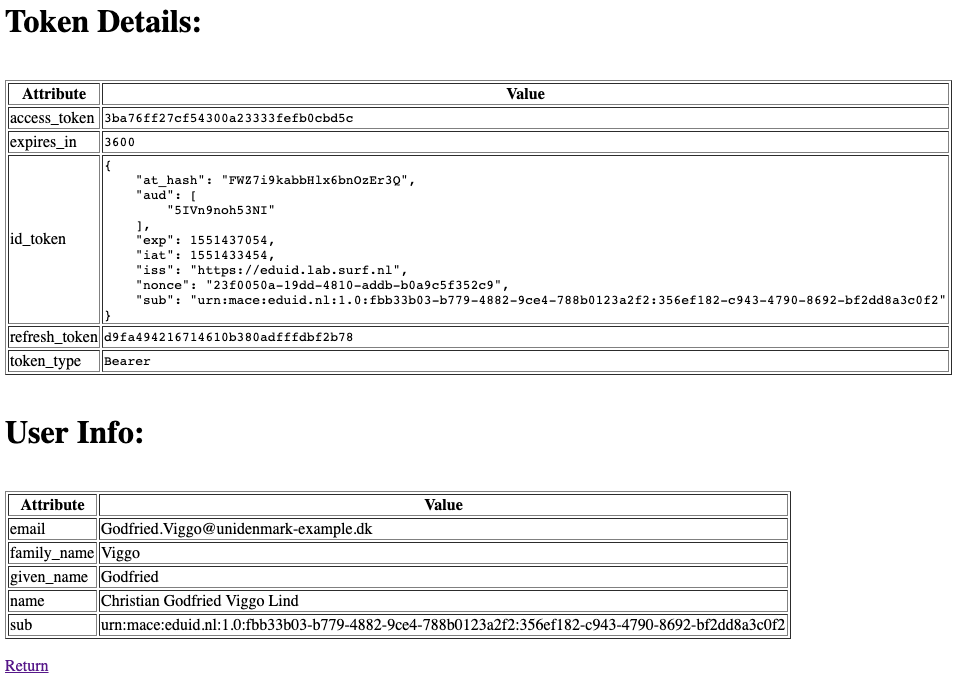 Token Details:
Attribute Value
access_token 3ba76ff27cf54300a23333fefb0cbd5c
expires_in 3600
id_token {
"at_hash": "FWZ7i9kabbHlx6bnOzEr3Q",
"aud": [
"5IVn9noh53NI"
],
"exp": 1551437054,
"iat": 1551433454,
"iss": "https://eduid.lab.surf.nl",
"nonce": "23f0050a-19dd-4810-addb-b0a9c5f352c9",
"sub": "urn:mace:eduid.nl:1.0:fbb33b03-b779-4882-9ce4-788b0123a2f2:356ef182-c943-4790-8692-bf2dd8a3c0f2"
}
refresh_token d9fa494216714610b380adfffdbf2b78
token_type Bearer
User Info:
Attribute Value
email Godfried.Viggo@unidenmark-example.dk
family_name Viggo
given_name Godfried
name Christian Godfried Viggo Lind
sub urn:mace:eduid.nl:1.0:fbb33b03-b779-4882-9ce4-788b0123a2f2:356ef182-c943-4790-8692-bf2dd8a3c0f2
Return